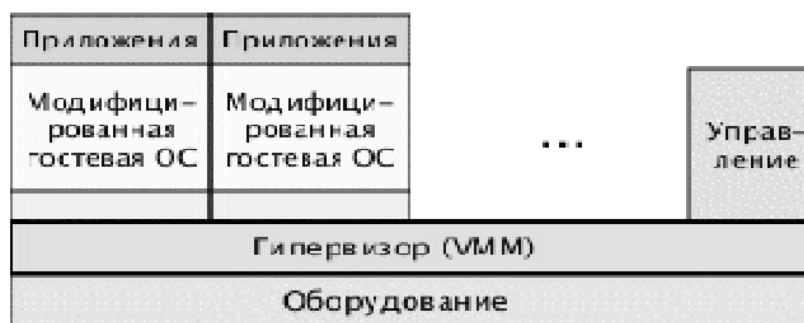 Приложения
Приложения
Модифици–
рованная
гостевая ОС
Модифици–
рованная
гостевая ОС
...
Управ–
ление
Гипервизор (VMM)
Оборудование